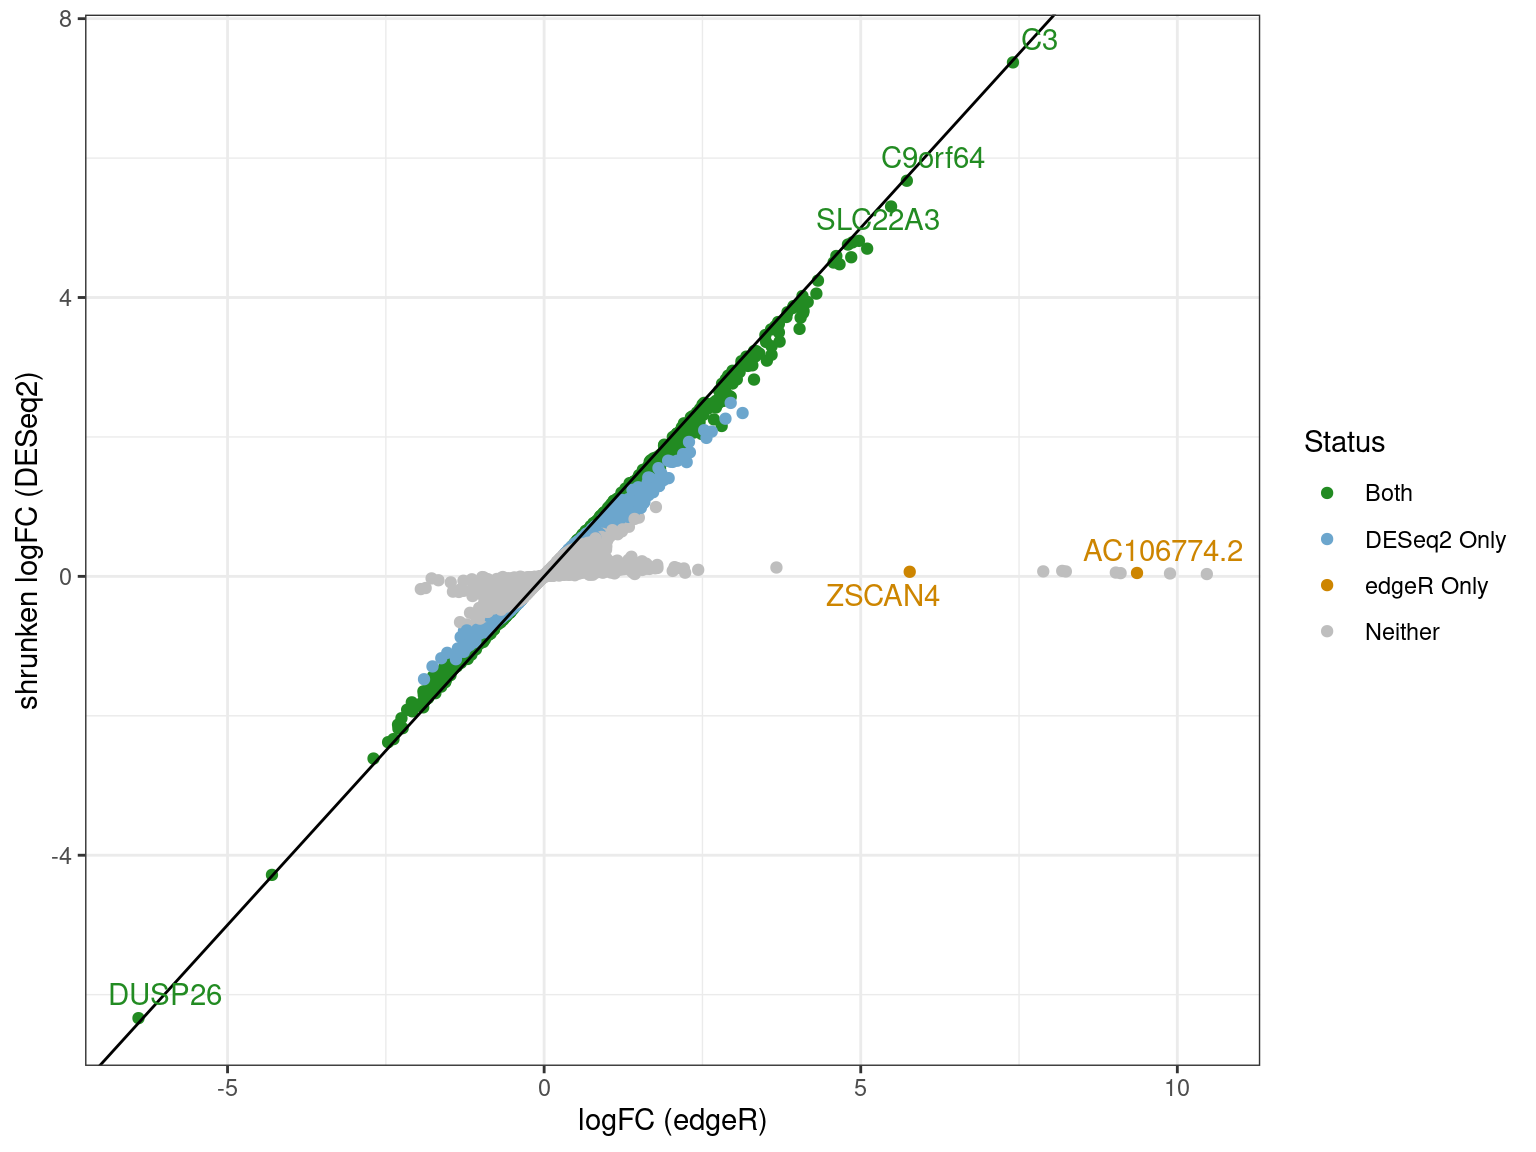 8
4
0
-4
shrunken logFC (DESeq2)
C3
C9orf64
SLC22A3
AC106774.2
ZSCAN4
DUSP26
-5
0
5
10
logFC (edgeR)
Status
Both
DESeq2 Only
edgeR Only
Neither